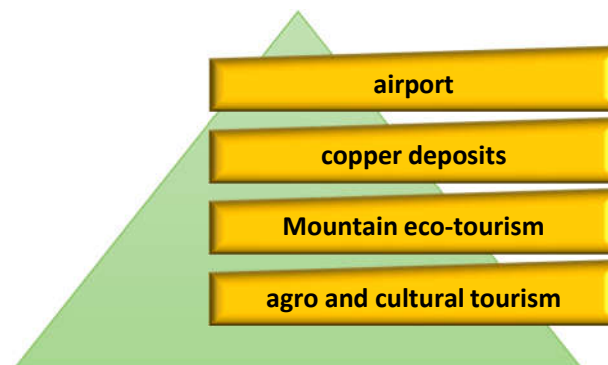 airport
copper deposits
Mountain eco-tourism
agro and cultural tourism